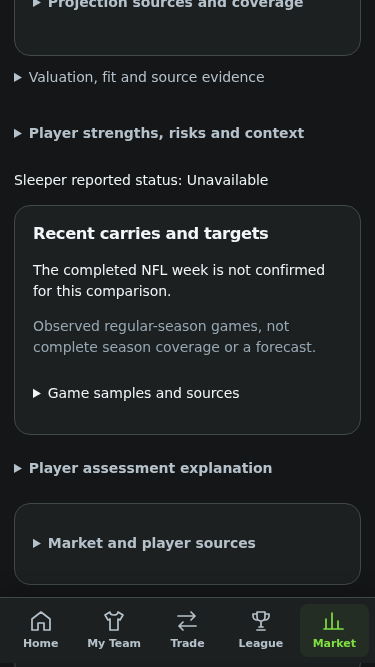 Projection sources and coverage
Valuation, fit and source evidence
Player strengths, risks and context
Sleeper reported status: Unavailable
Recent carries and targets
The completed NFL week is not confirmed
for this comparison.
Observed regular-season games, not
complete season coverage or a forecast.
Game samples and sources
Player assessment explanation
Market and player sources
Home My Team Trade League Market